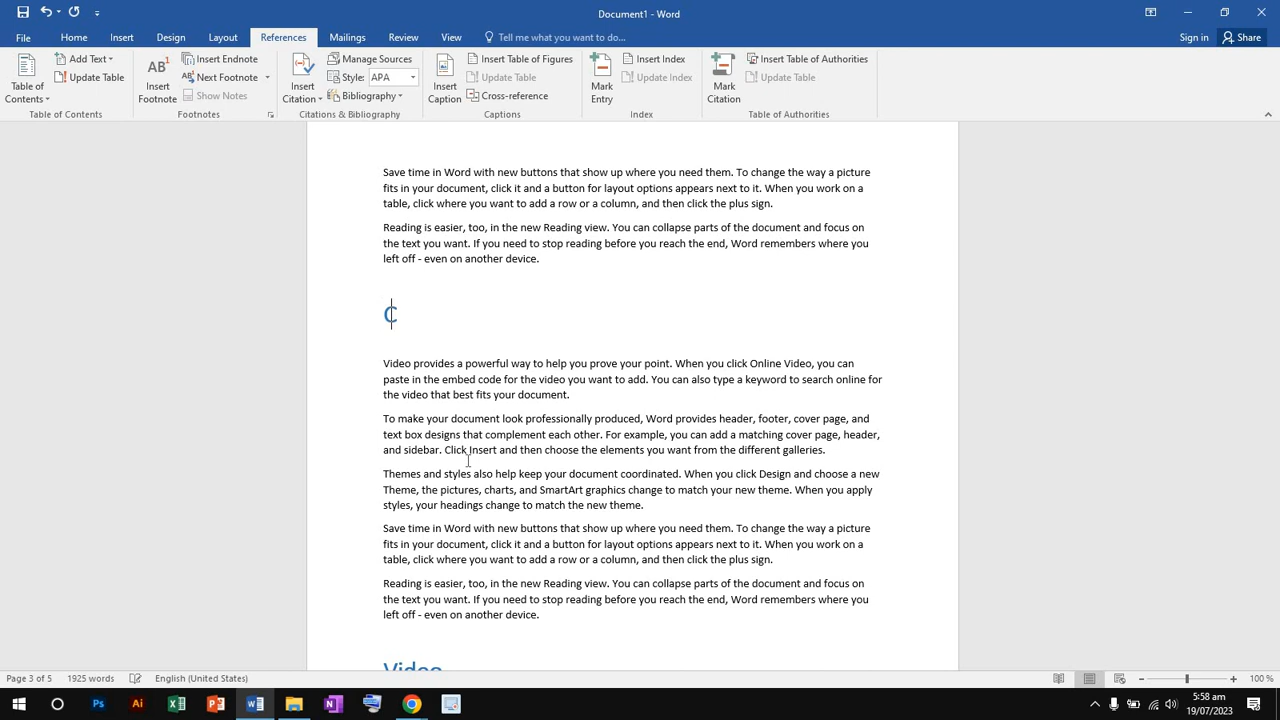 Document1 - Word
File Home Insert Design Layout References Mailings Review View Tell me what you want to do... Sign in Share
Table of Contents
Add Text
Update Table
Table of Contents
AB1
Insert Footnote
Insert Endnote
Next Footnote
Show Notes
Footnotes
Insert Citation
Manage Sources
Style: APA
Bibliography
Citations & Bibliography
Insert Caption
Insert Table of Figures
Update Table
Cross-reference
Captions
Mark Entry
Insert Index
Update Index
Index
Mark Citation
Insert Table of Authorities
Update Table
Table of Authorities
Save time in Word with new buttons that show up where you need them. To change the way a picture
fits in your document, click it and a button for layout options appears next to it. When you work on a
table, click where you want to add a row or a column, and then click the plus sign.
Reading is easier, too, in the new Reading view. You can collapse parts of the document and focus on
the text you want. If you need to stop reading before you reach the end, Word remembers where you
left off - even on another device.
C
Video provides a powerful way to help you prove your point. When you click Online Video, you can
paste in the embed code for the video you want to add. You can also type a keyword to search online for
the video that best fits your document.
To make your document look professionally produced, Word provides header, footer, cover page, and
text box designs that complement each other. For example, you can add a matching cover page, header,
and sidebar. Click Insert and then choose the elements you want from the different galleries.
Themes and styles also help keep your document coordinated. When you click Design and choose a new
Theme, the pictures, charts, and SmartArt graphics change to match your new theme. When you apply
styles, your headings change to match the new theme.
Save time in Word with new buttons that show up where you need them. To change the way a picture
fits in your document, click it and a button for layout options appears next to it. When you work on a
table, click where you want to add a row or a column, and then click the plus sign.
Reading is easier, too, in the new Reading view. You can collapse parts of the document and focus on
the text you want. If you need to stop reading before you reach the end, Word remembers where you
left off - even on another device.
Video
Page 3 of 5 1925 words English (United States) 100 %
5:58 am
19/07/2023